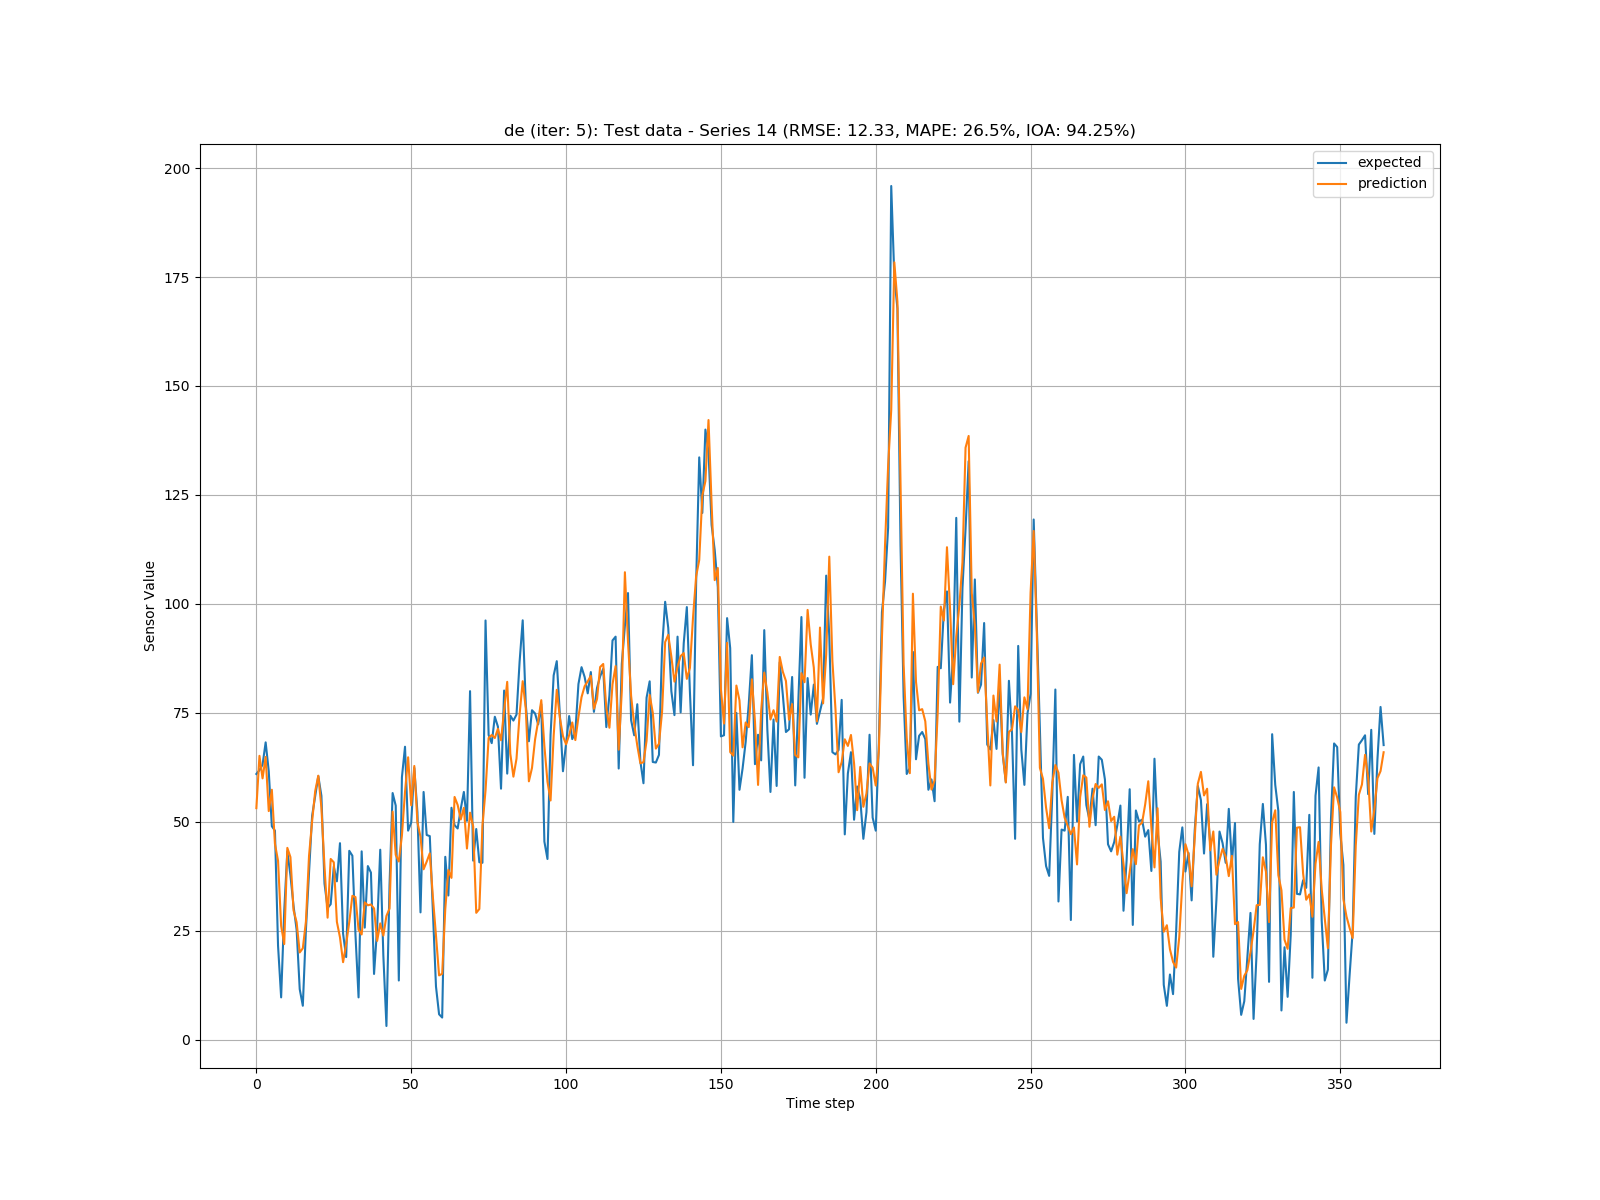 de (iter: 5): Test data - Series 14 (RMSE: 12.33, MAPE: 26.5%, IOA: 94.25%)
expected
prediction
200
175
150
125
100
75
50
25
0
Sensor Value
0 50 100 150 200 250 300 350
Time step